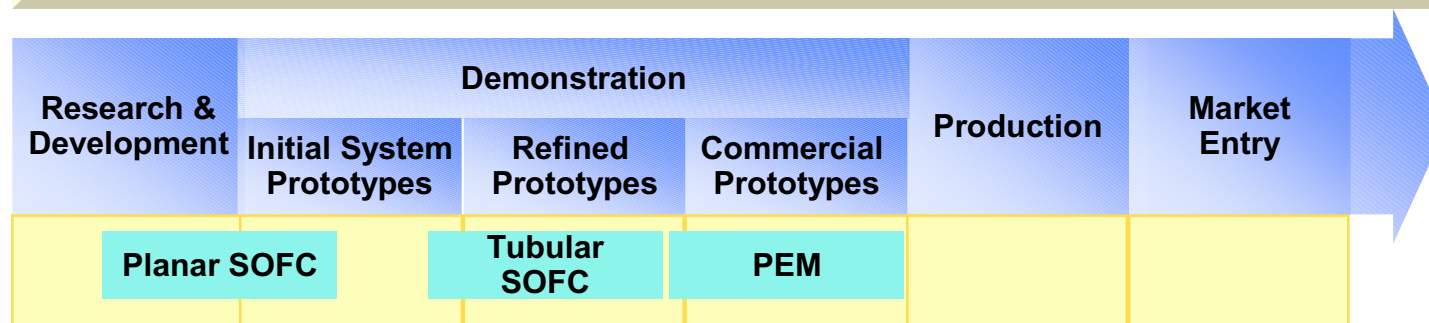 Demonstration
Research &
Development
Initial System
Prototypes
Refined
Prototypes
Commercial
Prototypes
Production
Market
Entry
Planar SOFC
Tubular
SOFC
PEM